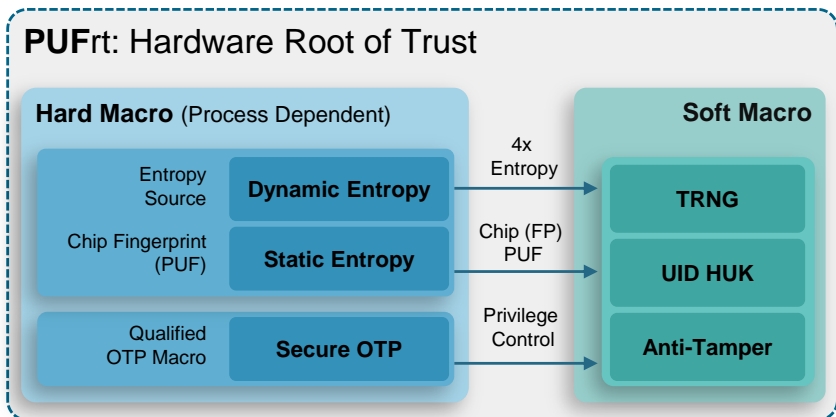 PUFrt: Hardware Root of Trust
Hard Macro (Process Dependent)
Entropy
Source
Dynamic Entropy
Chip Fingerprint
(PUF)
Static Entropy
Qualified
OTP Macro
Secure OTP
4x
Entropy
Chip (FP)
PUF
Privilege
Control
Soft Macro
TRNG
UID HUK
Anti-Tamper